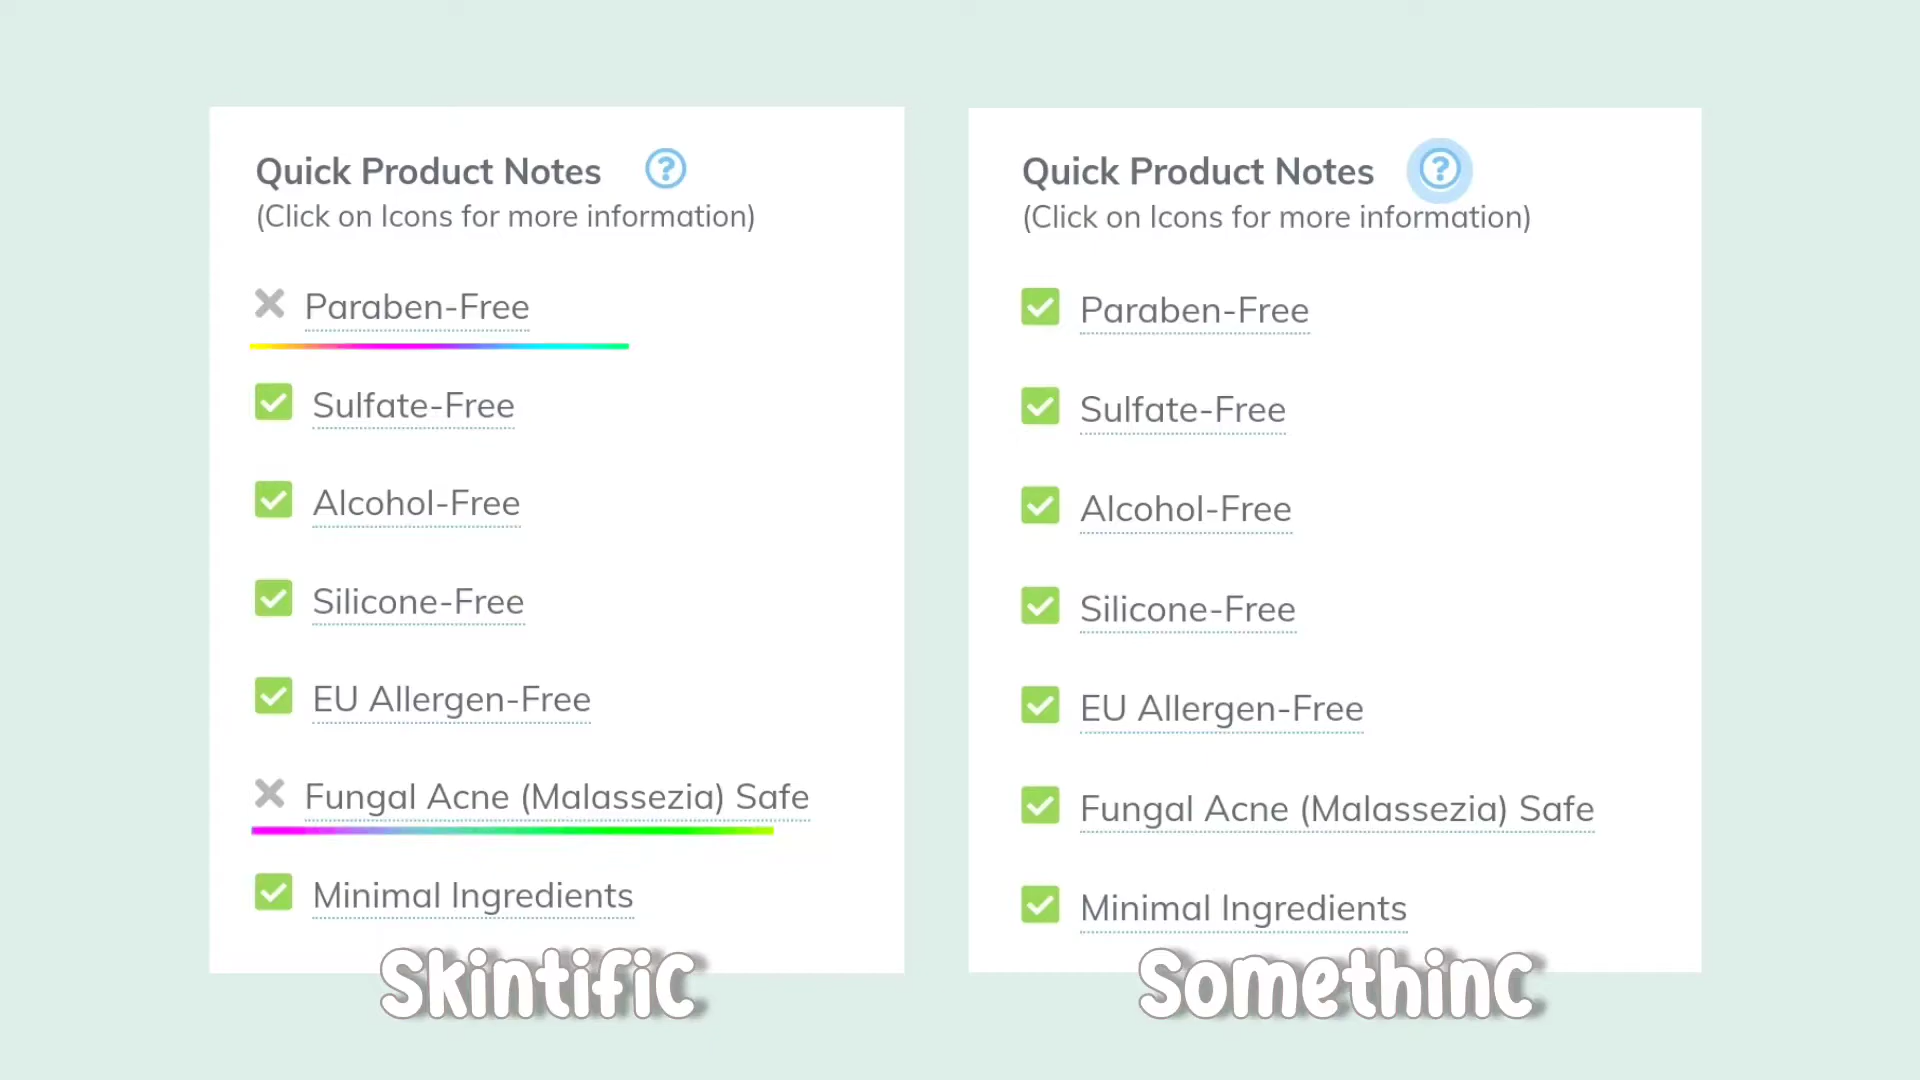 Quick Product Notes
(Click on Icons for more information)
Paraben-Free
Sulfate-Free
Alcohol-Free
Silicone-Free
EU Allergen-Free
Fungal Acne (Malassezia) Safe
Minimal Ingredients
Skintific
Quick Product Notes
(Click on Icons for more information)
Paraben-Free
Sulfate-Free
Alcohol-Free
Silicone-Free
EU Allergen-Free
Fungal Acne (Malassezia) Safe
Minimal Ingredients
Somethinc